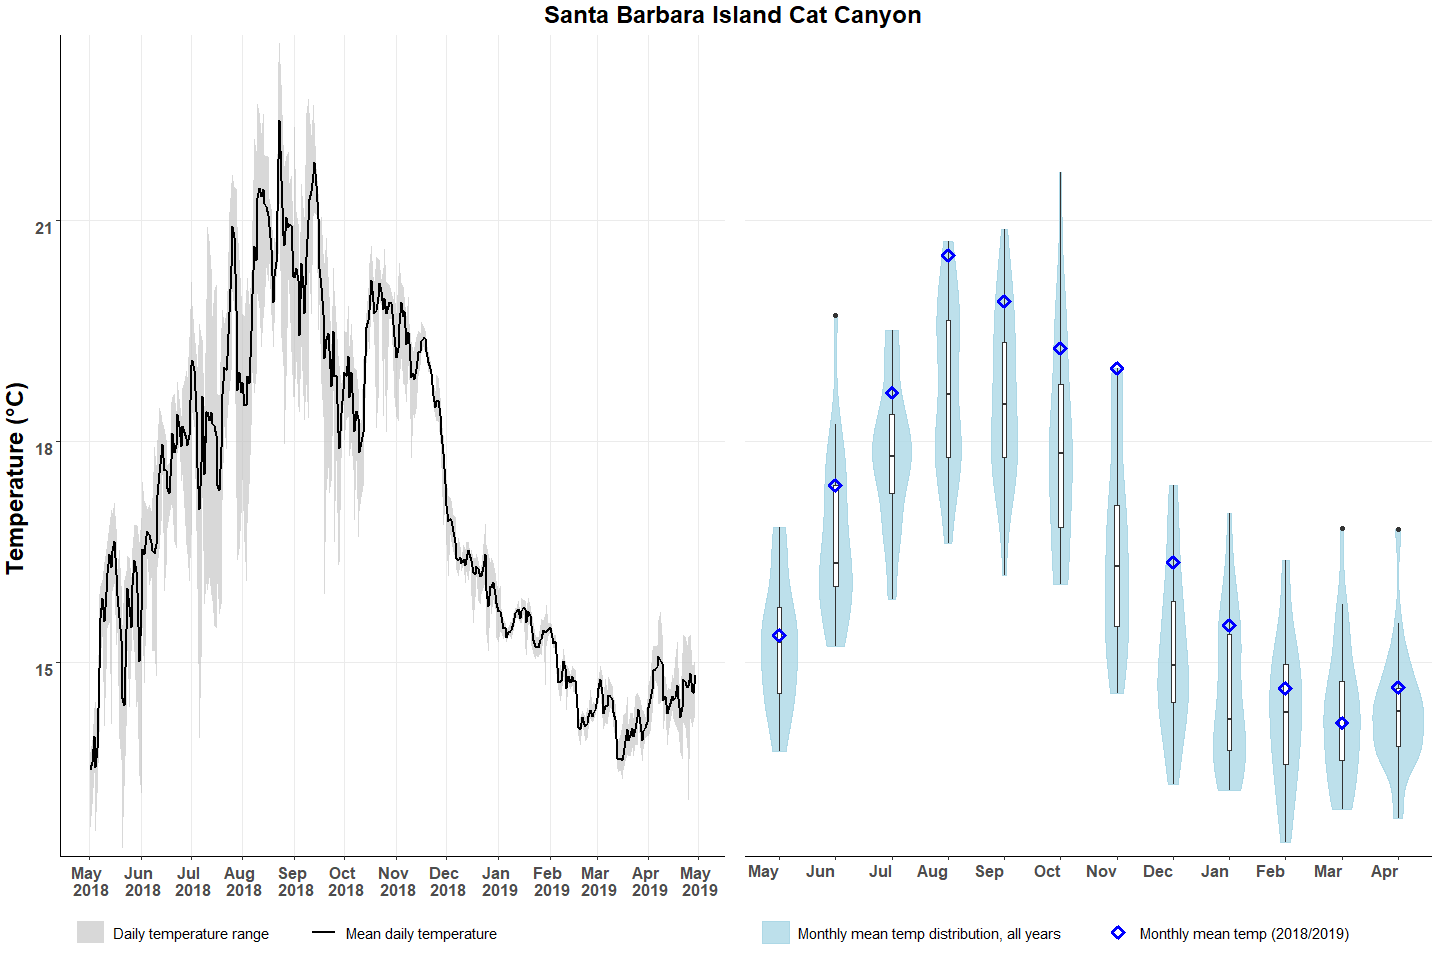 Santa Barbara Island Cat Canyon
Temperature (°C)
21
18
15
May Jun Jul Aug Sep Oct Nov Dec Jan Feb Mar Apr May
2018 2018 2018 2018 2018 2018 2018 2018 2019 2019 2019 2019 2019
May Jun Jul Aug Sep Oct Nov Dec Jan Feb Mar Apr
Daily temperature range Mean daily temperature
Monthly mean temp distribution, all years Monthly mean temp (2018/2019)